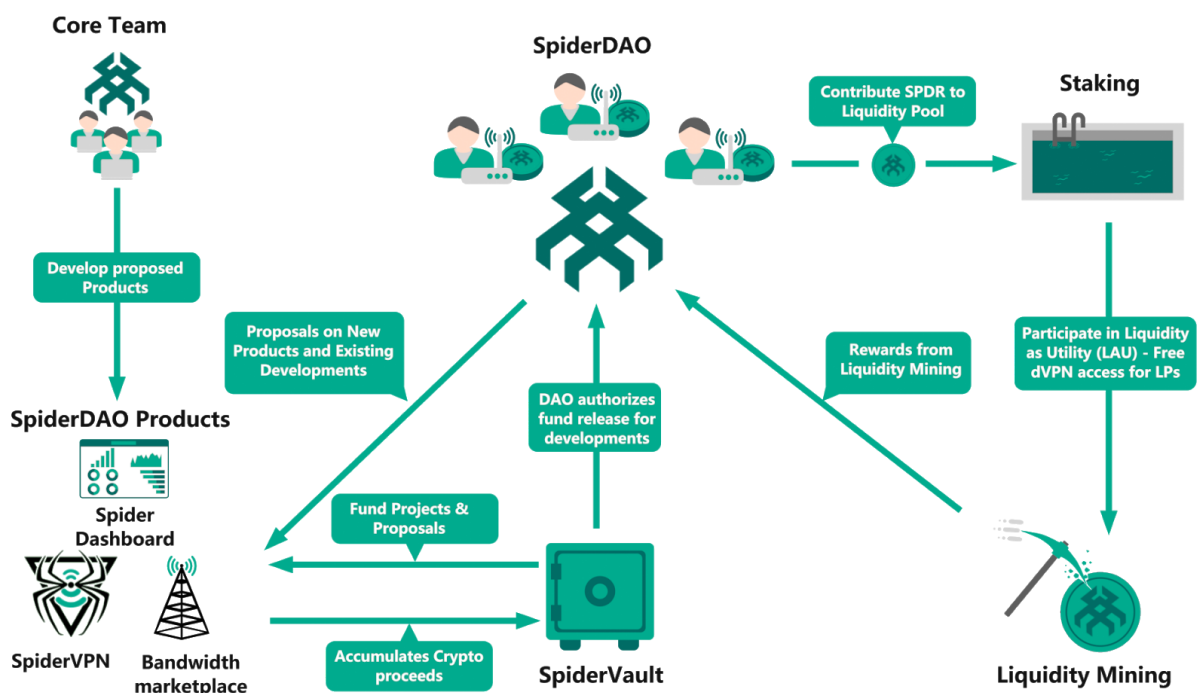 Core Team
SpiderDAO
Contribute SPDR to
Liquidity Pool
Staking
Develop proposed
Products
Proposals on New
Products and Existing
Developments
Rewards from
Liquidity Mining
Participate in Liquidity
as Utility (LAU) - Free
dVPN access for LPs
DAO authorizes
fund release for
developments
SpiderDAO Products
Spider
Dashboard
Fund Projects &
Proposals
SpiderVPN
Bandwidth
marketplace
Accumulates Crypto
proceeds
SpiderVault
Liquidity Mining